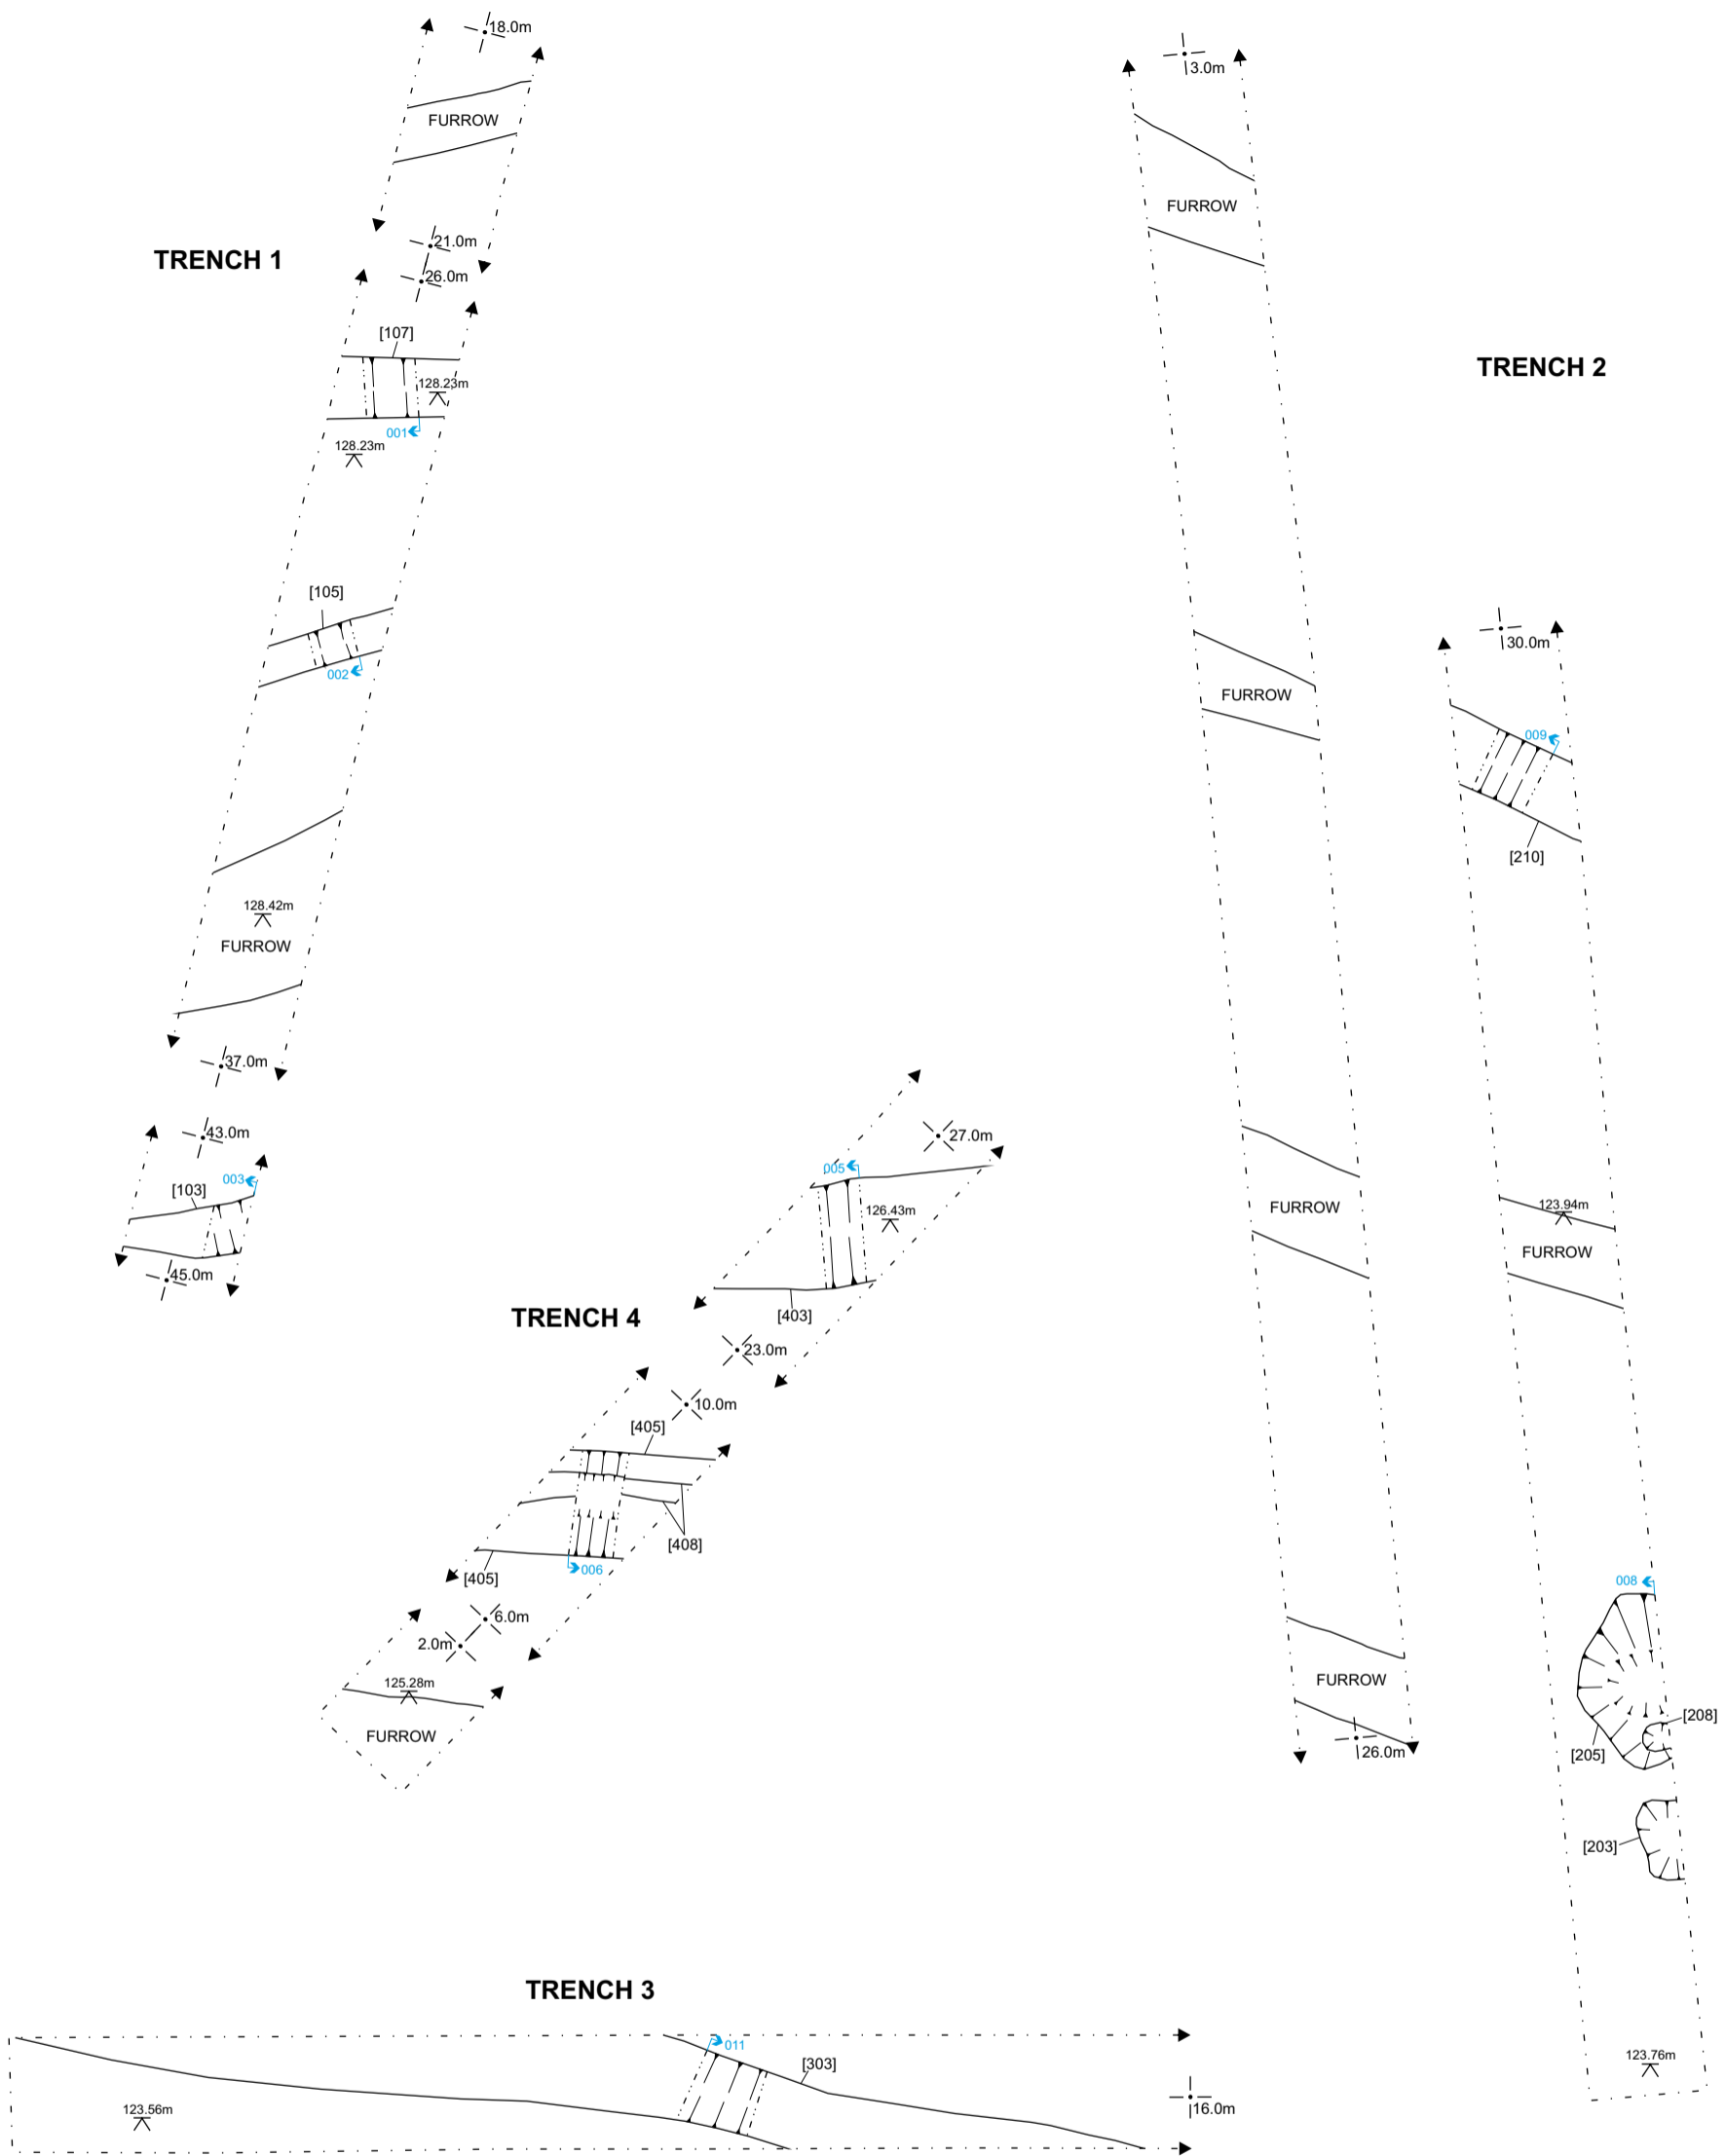 TRENCH 1
18.0m
FURROW
21.0m
26.0m
[107]
128.23m
001
128.23m
[105]
002
128.42m
FURROW
37.0m
43.0m
003
[103]
45.0m
TRENCH 4
27.0m
005
126.43m
[403]
23.0m
10.0m
[405]
[408]
006
[405]
6.0m
2.0m
125.28m
FURROW
TRENCH 2
3.0m
FURROW
FURROW
FURROW
FURROW
26.0m
30.0m
009
[210]
123.94m
FURROW
008
[208]
[205]
[203]
123.76m
TRENCH 3
011
[303]
123.56m
16.0m